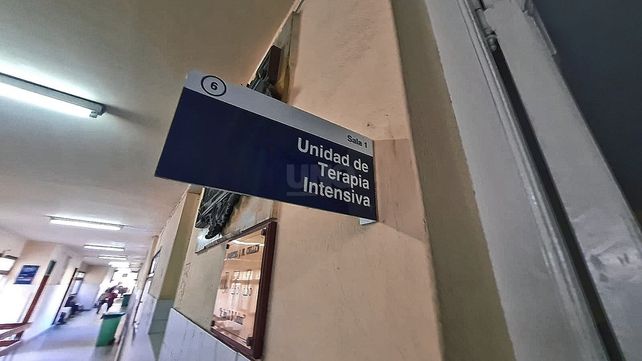 6
Sala 1
Unidad de
Terapia
Intensiva